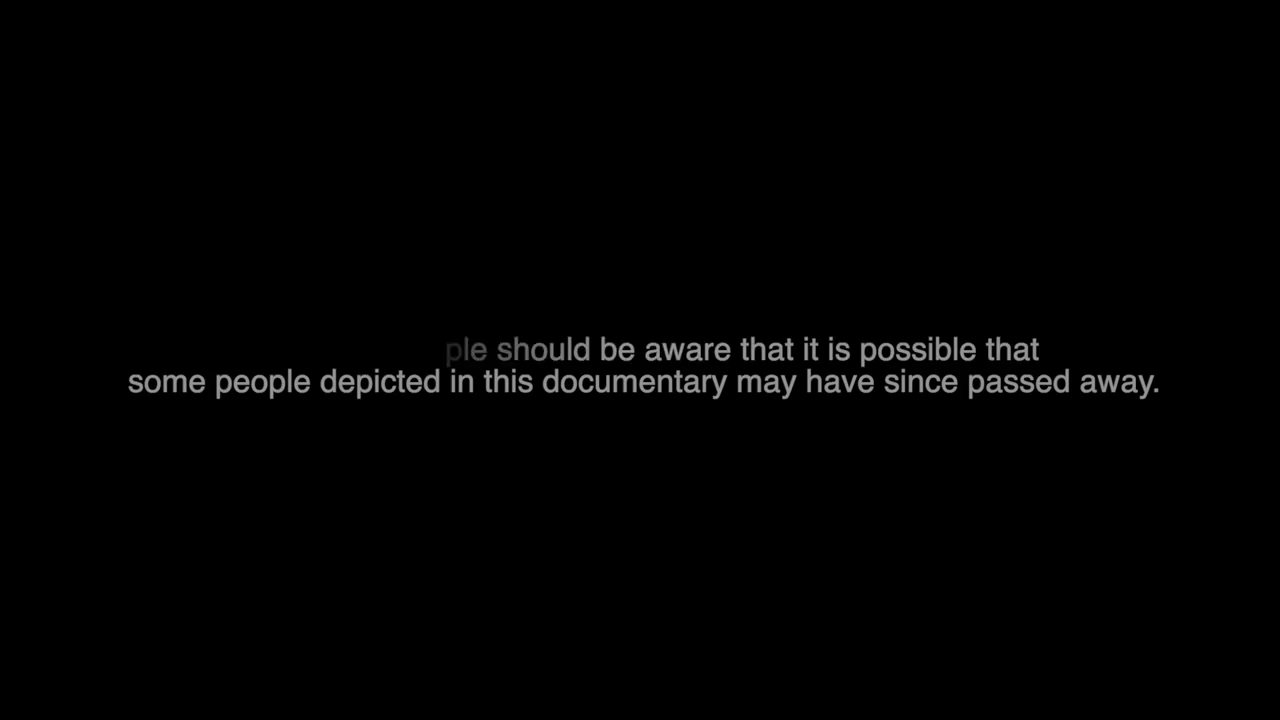 ple should be aware that it is possible that
some people depicted in this documentary may have since passed away.